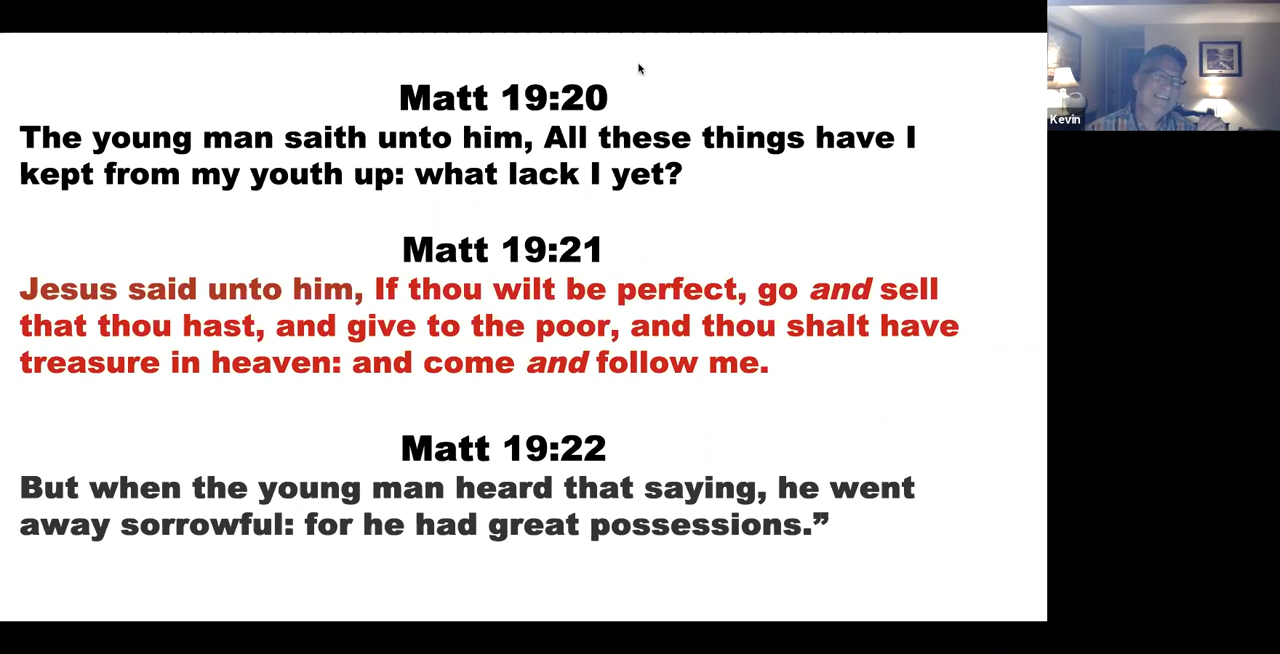 Matt 19:20
The young man saith unto him, All these things have I
kept from my youth up: what lack I yet?
Matt 19:21
Jesus said unto him, If thou wilt be perfect, go and sell
that thou hast, and give to the poor, and thou shalt have
treasure in heaven: and come and follow me.
Matt 19:22
But when the young man heard that saying, he went
away sorrowful: for he had great possessions.”
Kevin